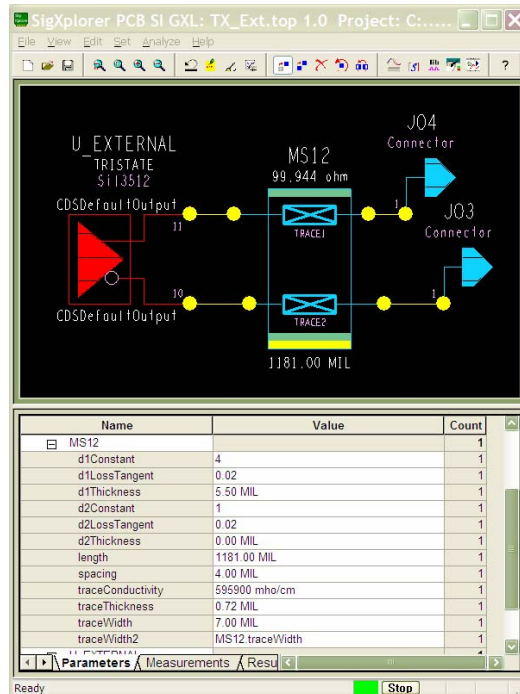 SigXplorer PCB SI GXL: TX_Ext.top 1.0 Project: C:.....
File View Edit Set Analyze Help
U_EXTERNAL
TRISTATE
Sil3512
CDSDefaultOutput
11
MS12
99.944 ohm
TRACE1
JO4
Connector
1
JO3
Connector
10
CDSDefaultOutput
TRACE2
1
1181.00 MIL
Name Value Count
MS12 1
d1Constant 4 1
d1LossTangent 0.02 1
d1Thickness 5.50 MIL 1
d2Constant 1 1
d2LossTangent 0.02 1
d2Thickness 0.00 MIL 1
length 1181.00 MIL 1
spacing 4.00 MIL 1
traceConductivity 595900 mho/cm 1
traceThickness 0.72 MIL 1
traceWidth 7.00 MIL 1
traceWidth2 MS12.traceWidth 1
Parameters Measurements Resu
Ready Stop